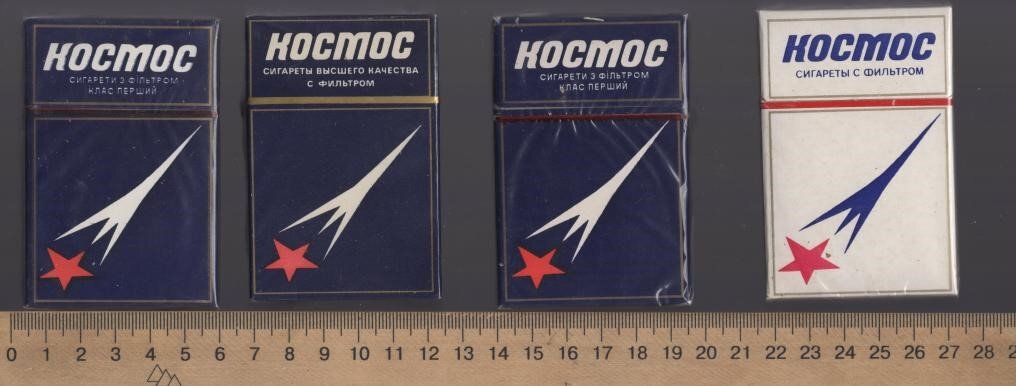 КОСМОС
СИГАРЕТИ З ФІЛЬТРОМ
КЛАС ПЕРШИЙ
КОСМОС
СИГАРЕТЫ ВЫСШЕГО КАЧЕСТВА
С ФИЛЬТРОМ
КОСМОС
СИГАРЕТИ З ФІЛЬТРОМ
КЛАС ПЕРШИЙ
КОСМОС
СИГАРЕТЫ С ФИЛЬТРОМ
0 1 2 3 4 5 6 7 8 9 10 11 12 13 14 15 16 17 18 19 20 21 22 23 24 25 26 27 28